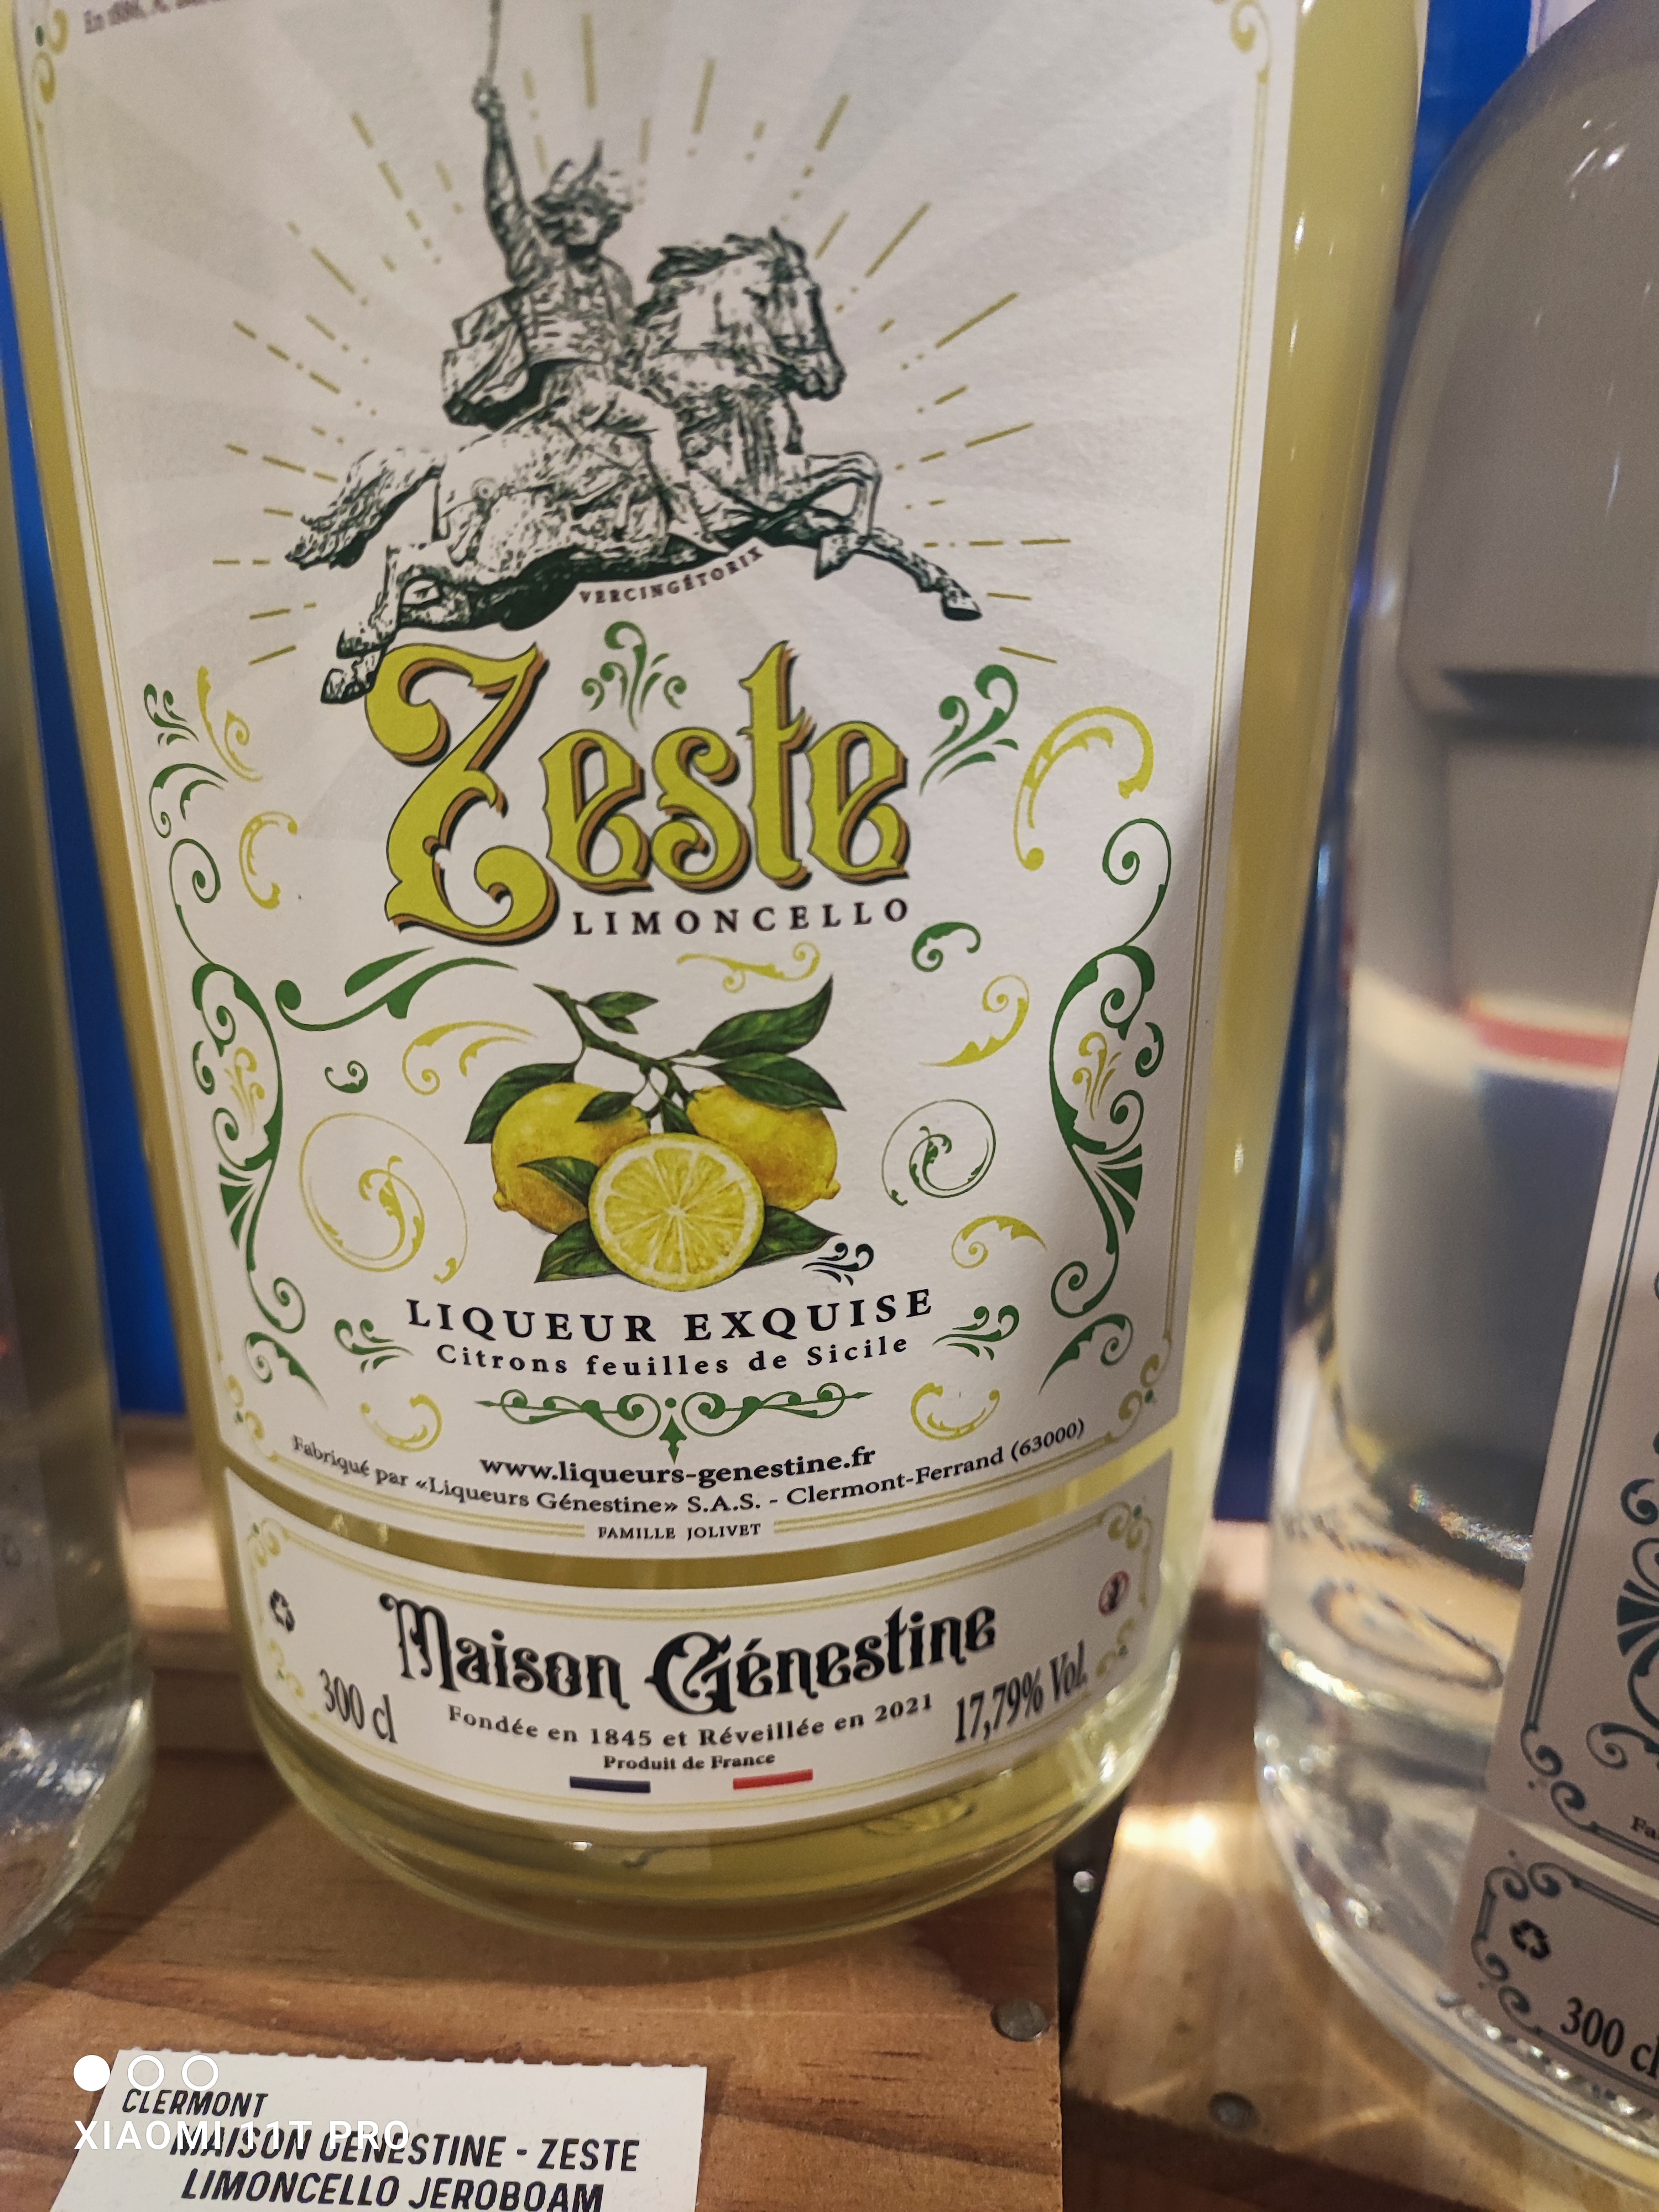 En 1886, A.
VERCINGÉTORIX
Zeste
LIMONCELLO
LIQUEUR EXQUISE
Citrons feuilles de Sicile
www.liqueurs-genestine.fr
Fabriqué par «Liqueurs Génestine» S.A.S. - Clermont-Ferrand (63000)
FAMILLE JOLIVET
Maison Génestine
300 cl
Fondée en 1845 et Réveillée en 2021
17,79% Vol.
Produit de France
300 cl
CLERMONT
MAISON GENESTINE - ZESTE
LIMONCELLO JEROBOAM
XIAOMI 11T PRO